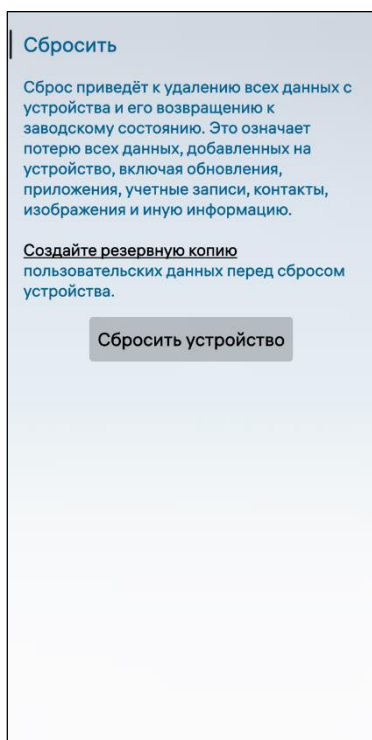 Сбросить
Сброс приведёт к удалению всех данных с
устройства и его возвращению к
заводскому состоянию. Это означает
потерю всех данных, добавленных на
устройство, включая обновления,
приложения, учетные записи, контакты,
изображения и иную информацию.
Создайте резервную копию
пользовательских данных перед сбросом
устройства.
Сбросить устройство